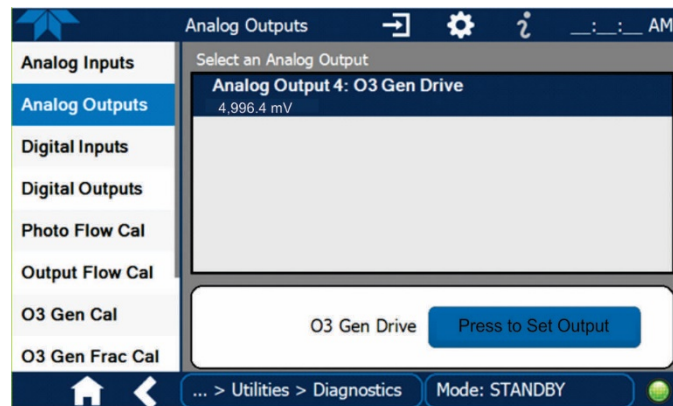 Analog Outputs
__:__:__ AM
Analog Inputs
Analog Outputs
Digital Inputs
Digital Outputs
Photo Flow Cal
Output Flow Cal
O3 Gen Cal
O3 Gen Frac Cal
Select an Analog Output
Analog Output 4: O3 Gen Drive
4,996.4 mV
O3 Gen Drive
Press to Set Output
... > Utilities > Diagnostics
Mode: STANDBY